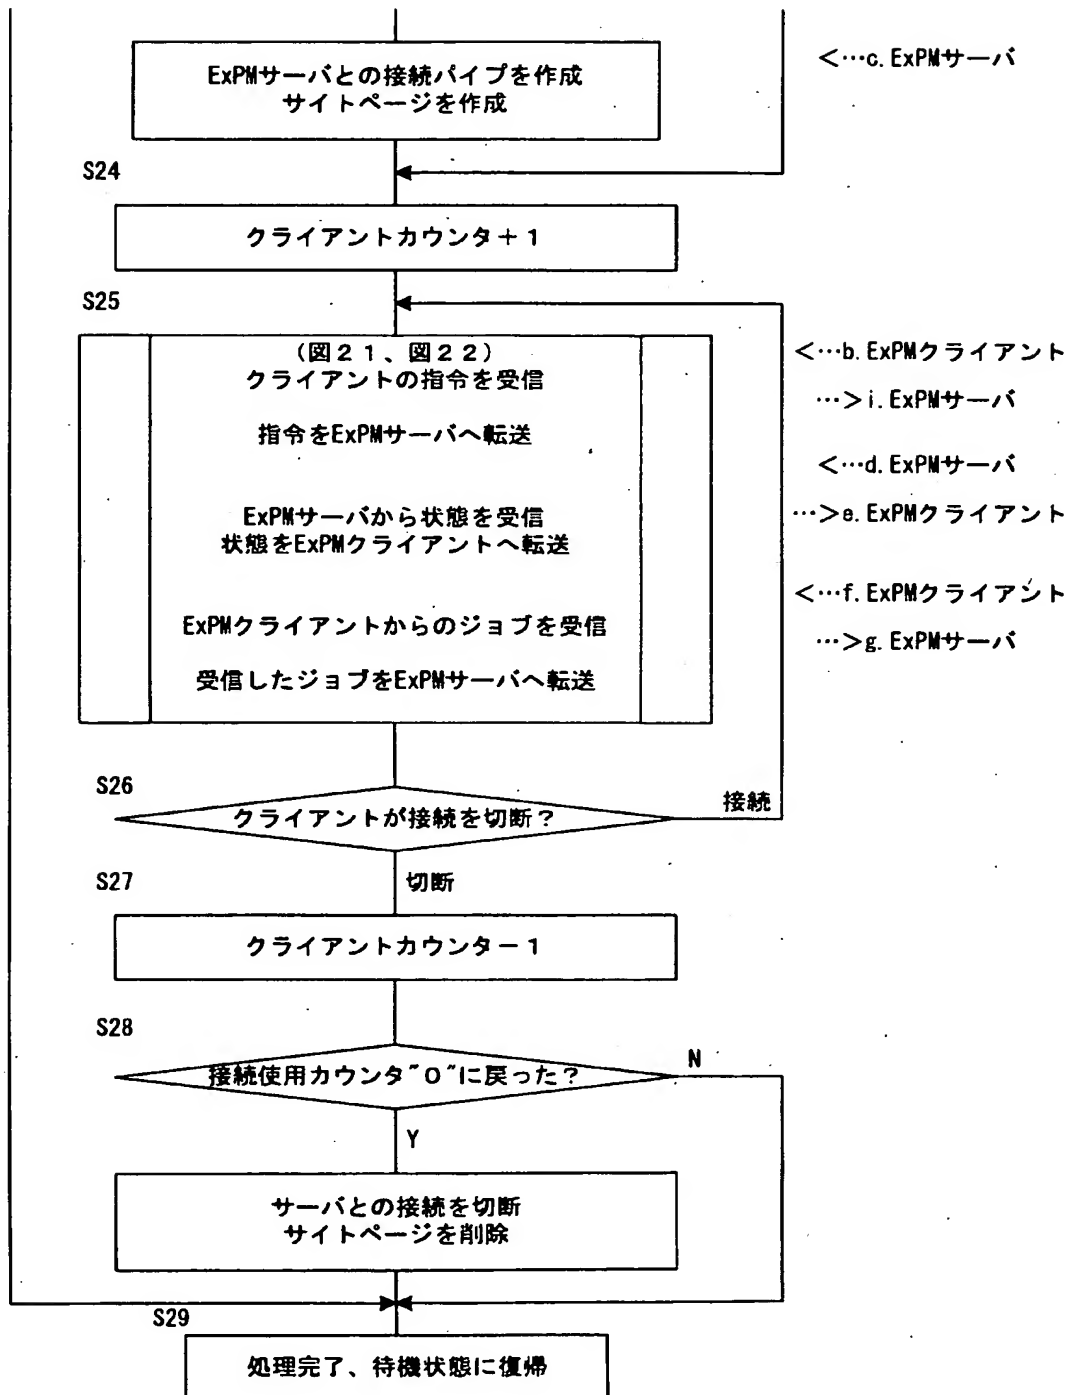 ExPMサーバとの接続パイプを作成
サイトページを作成
<…c.ExPMサーバ
S24
クライアントカウンタ+1
S25
(図21、図22)
クライアントの指令を受信
指令をExPMサーバへ転送
ExPMサーバから状態を受信
状態をExPMクライアントへ転送
ExPMクライアントからのジョブを受信
受信したジョブをExPMサーバへ転送
<…b.ExPMクライアント
…>i.ExPMサーバ
<…d.ExPMサーバ
…>e.ExPMクライアント
<…f.ExPMクライアント
…>g.ExPMサーバ
S26
クライアントが接続を切断?
接続
S27
切断
クライアントカウンター1
S28
接続使用カウンタ"0"に戻った?
N
Y
サーバとの接続を切断
サイトページを削除
S29
処理完了、待機状態に復帰